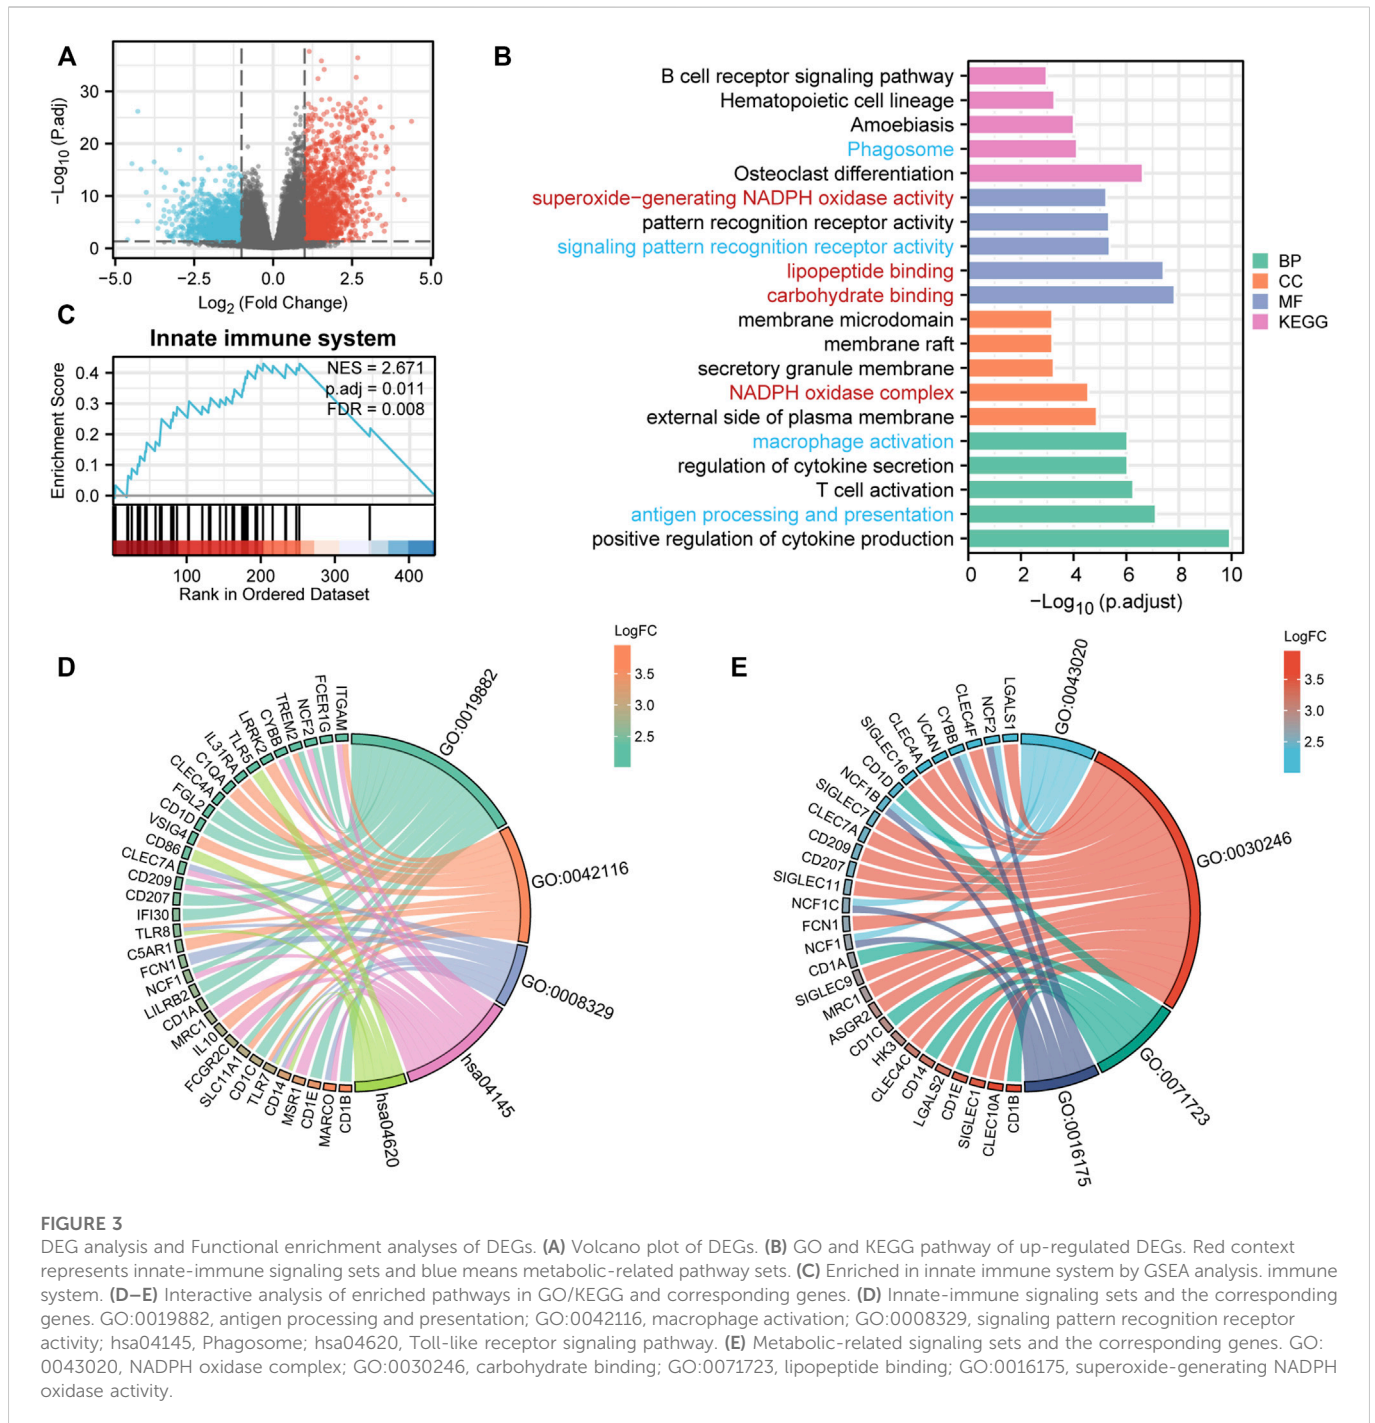 A
−Log10 (P.adj)
30
20
10
0
−5.0
−2.5
0.0
2.5
5.0
Log2 (Fold Change)
B
B cell receptor signaling pathway
Hematopoietic cell lineage
Amoebiasis
Phagosome
Osteoclast differentiation
superoxide−generating NADPH oxidase activity
pattern recognition receptor activity
signaling pattern recognition receptor activity
lipopeptide binding
carbohydrate binding
membrane microdomain
membrane raft
secretory granule membrane
NADPH oxidase complex
external side of plasma membrane
macrophage activation
regulation of cytokine secretion
T cell activation
antigen processing and presentation
positive regulation of cytokine production
0 2 4 6 8 10
−Log10 (p.adjust)
BP
CC
MF
KEGG
C
Innate immune system
NES = 2.671
p.adj = 0.011
FDR = 0.008
Enrichment Score
0.4
0.3
0.2
0.1
0.0
100 200 300 400
Rank in Ordered Dataset
D
LogFC
3.5
3.0
2.5
ITGAM
FCER1G
NCF2
TREM2
CYBB
LRRK2
TLR5
IL31RA
C1QA
CLEC4A
FGL2
CD1D
VSIG4
CD86
CLEC7A
CD209
CD207
IFI30
TLR8
C5AR1
FCN1
NCF1
LILRB2
CD1A
MRC1
IL10
FCGR2C
SLC11A1
CD1C
TLR7
CD14
MSR1
CD1E
MARCO
CD1B
GO:0019882
GO:0042116
GO:0008329
hsa04145
hsa04620
E
LogFC
3.5
3.0
2.5
LGALS1
NCF2
CLEC4F
CYBB
VCAN
CLEC4A
SIGLEC16
CD1D
NCF1B
SIGLEC7
CLEC7A
CD209
CD207
SIGLEC11
NCF1C
FCN1
NCF1
CD1A
SIGLEC9
MRC1
ASGR2
CD1C
HK3
CLEC4C
CD14
LGALS2
CD1E
SIGLEC1
CLEC10A
CD1B
GO:0043020
GO:0030246
GO:0071723
GO:0016175
FIGURE 3
DEG analysis and Functional enrichment analyses of DEGs. (A) Volcano plot of DEGs. (B) GO and KEGG pathway of up-regulated DEGs. Red context
represents innate-immune signaling sets and blue means metabolic-related pathway sets. (C) Enriched in innate immune system by GSEA analysis. immune
system. (D–E) Interactive analysis of enriched pathways in GO/KEGG and corresponding genes. (D) Innate-immune signaling sets and the corresponding
genes. GO:0019882, antigen processing and presentation; GO:0042116, macrophage activation; GO:0008329, signaling pattern recognition receptor
activity; hsa04145, Phagosome; hsa04620, Toll-like receptor signaling pathway. (E) Metabolic-related signaling sets and the corresponding genes. GO:
0043020, NADPH oxidase complex; GO:0030246, carbohydrate binding; GO:0071723, lipopeptide binding; GO:0016175, superoxide-generating NADPH
oxidase activity.